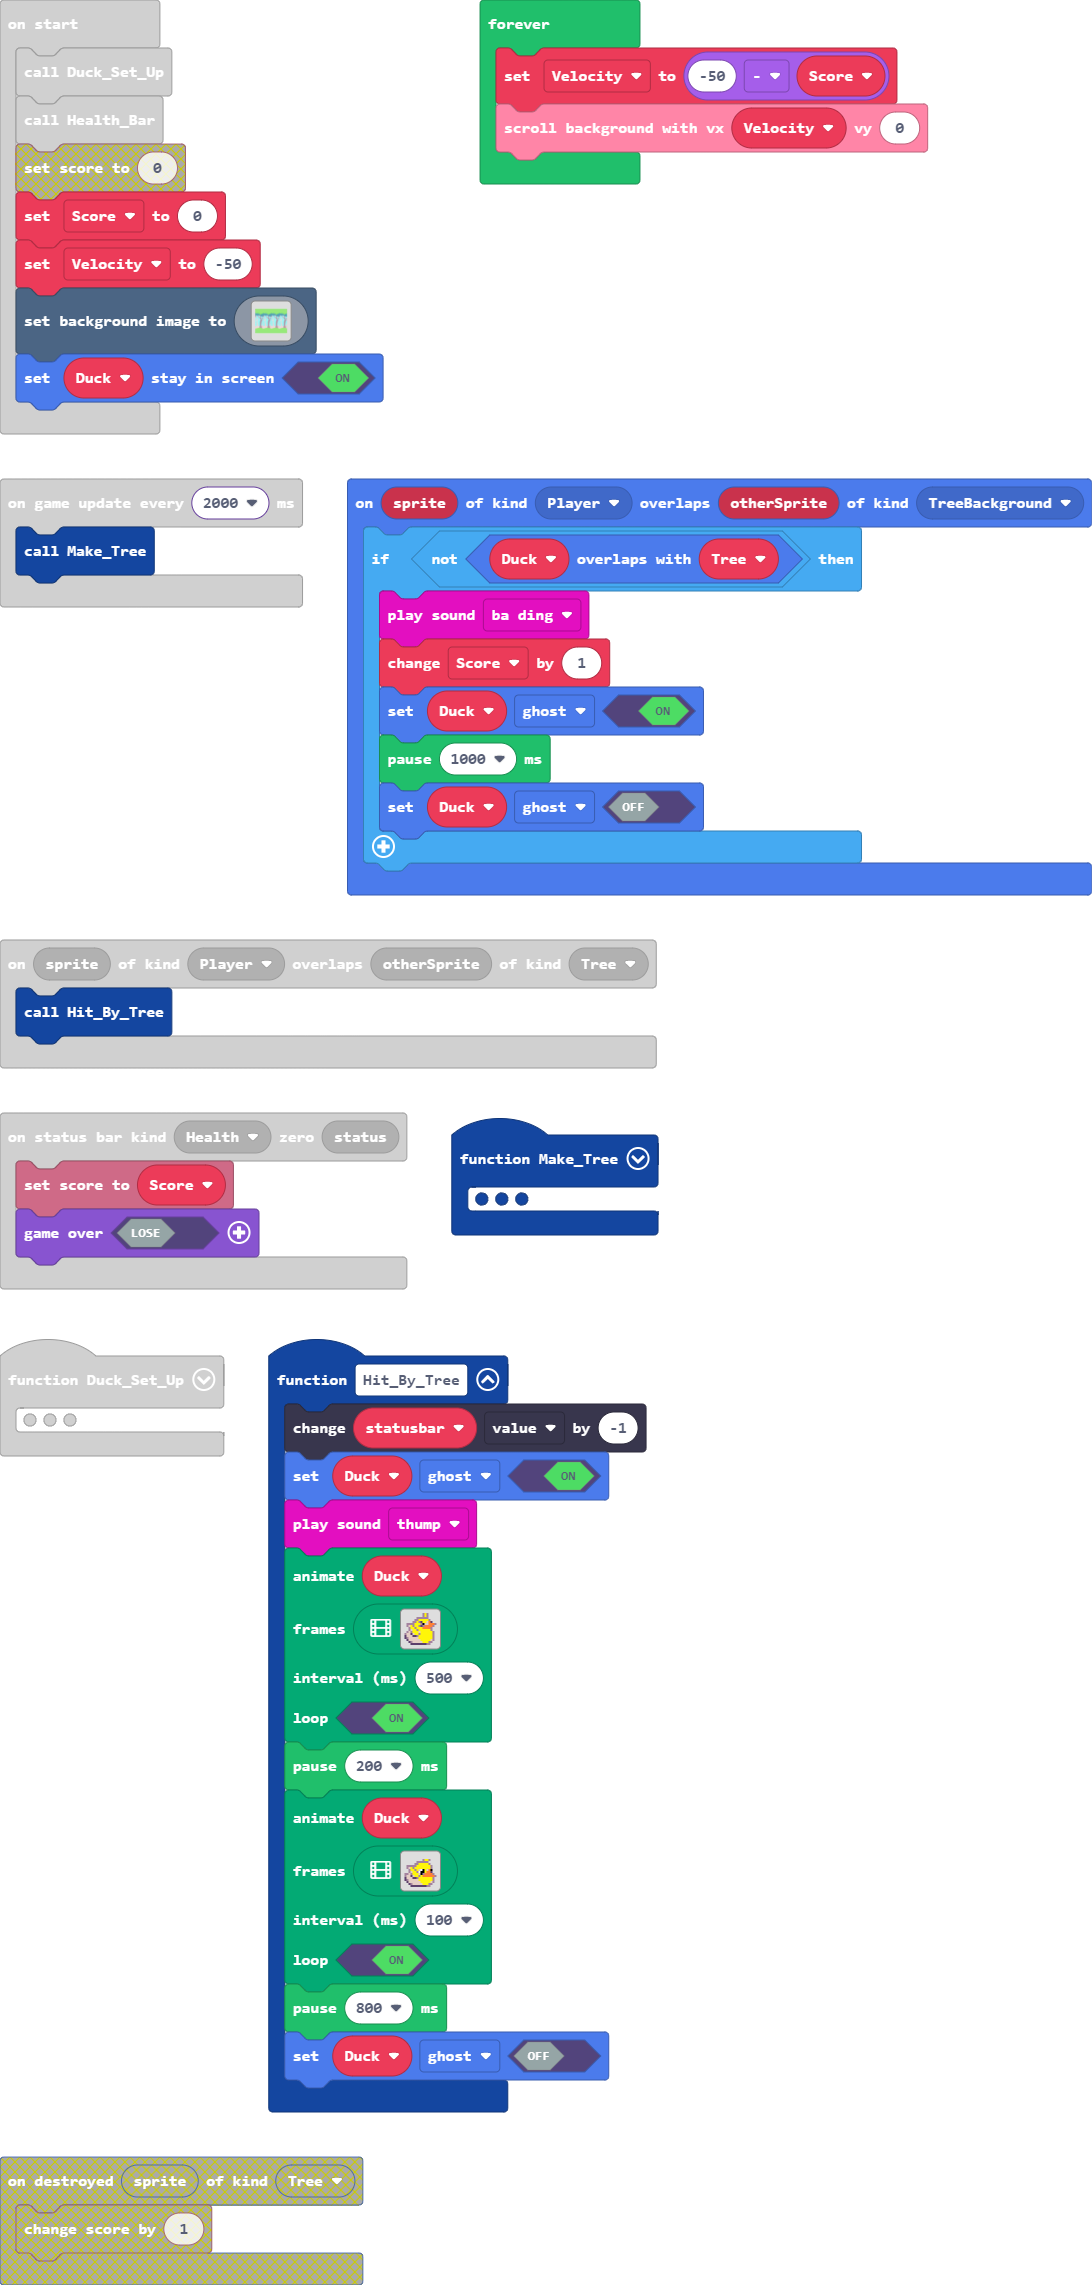 on start
call Duck_Set_Up
call Health_Bar
set score to 0
set Score to 0
set Velocity to -50
set background image to
set Duck stay in screen ON
forever
set Velocity to -50 - Score
scroll background with vx Velocity vy 0
on game update every 2000 ms
call Make_Tree
on sprite of kind Player overlaps otherSprite of kind TreeBackground
if not Duck overlaps with Tree then
play sound ba ding
change Score by 1
set Duck ghost ON
pause 1000 ms
set Duck ghost OFF
on sprite of kind Player overlaps otherSprite of kind Tree
call Hit_By_Tree
on status bar kind Health zero status
set score to Score
game over LOSE
function Make_Tree
function Duck_Set_Up
function Hit_By_Tree
change statusbar value by -1
set Duck ghost ON
play sound thump
animate Duck
frames
interval (ms) 500
loop ON
pause 200 ms
animate Duck
frames
interval (ms) 100
loop ON
pause 800 ms
set Duck ghost OFF
on destroyed sprite of kind Tree
change score by 1